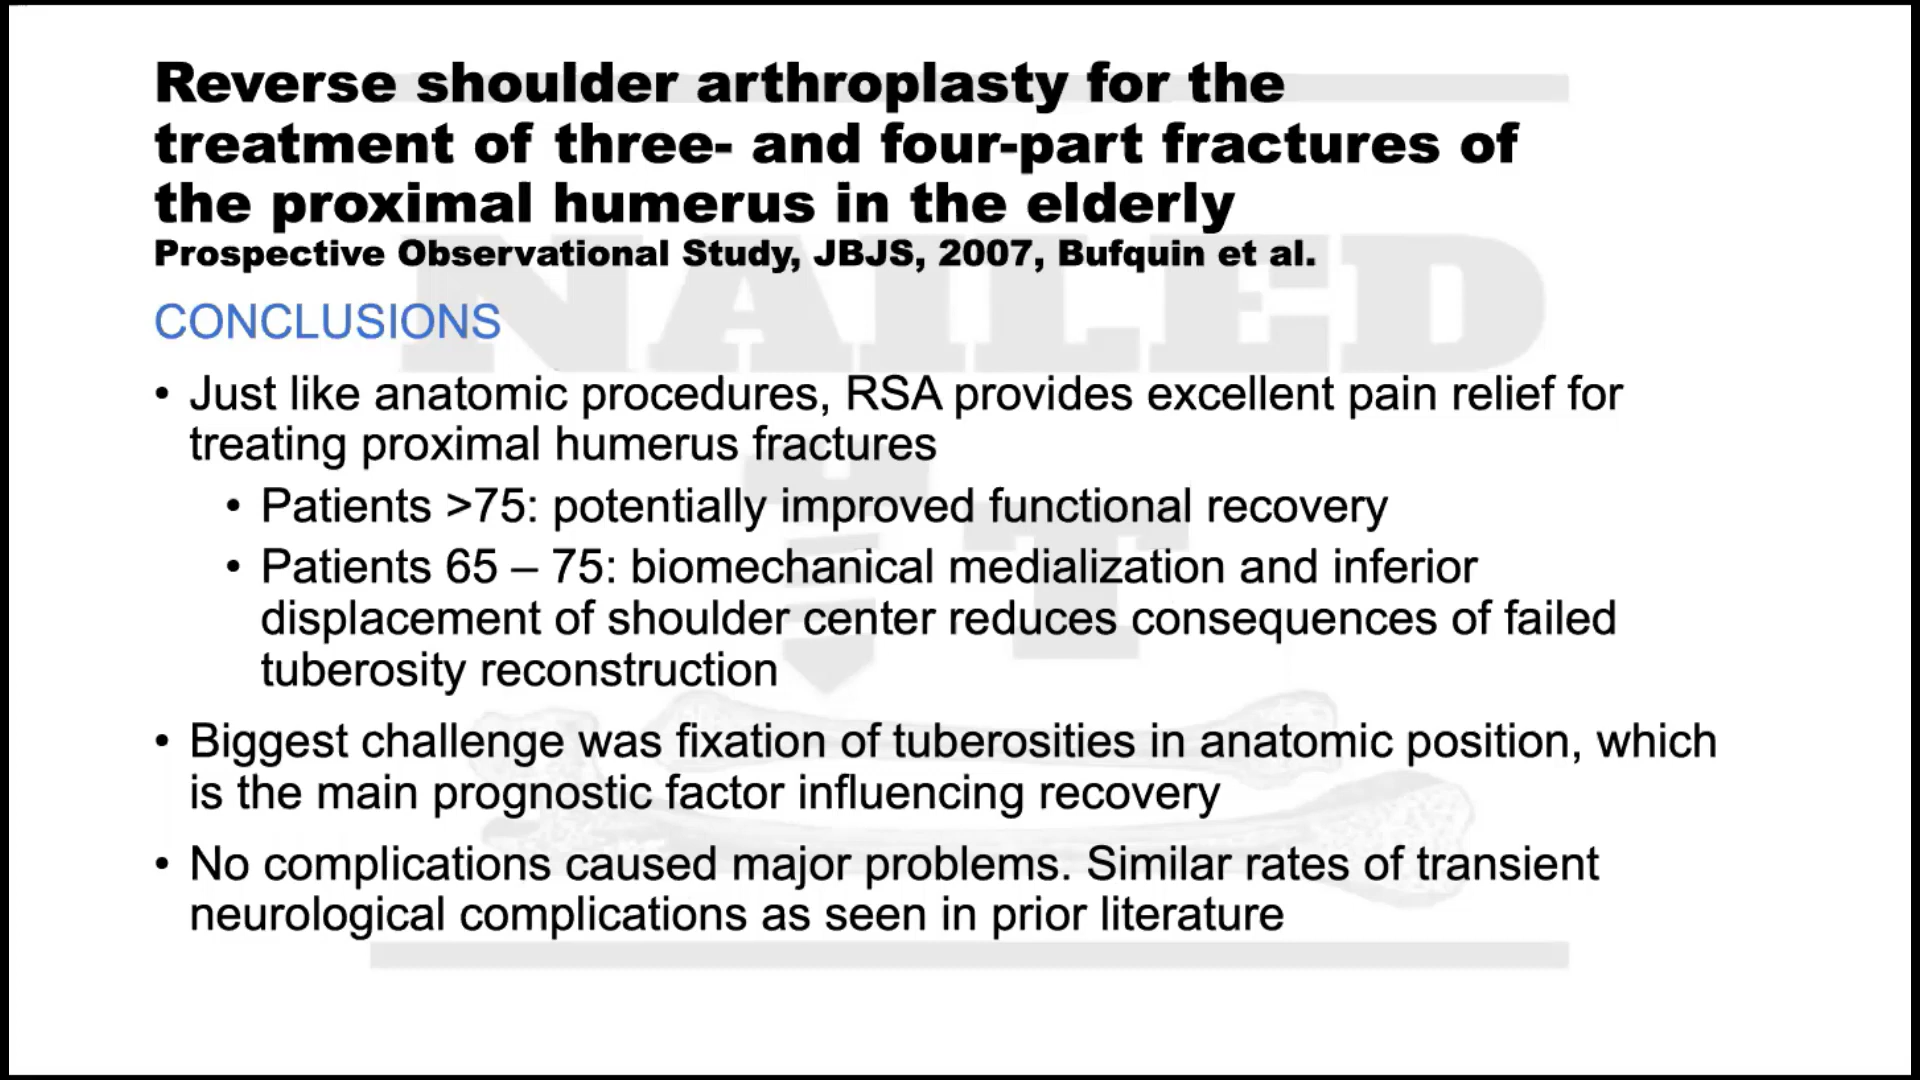 Reverse shoulder arthroplasty for the
treatment of three- and four-part fractures of
the proximal humerus in the elderly
Prospective Observational Study, JBJS, 2007, Bufquin et al.
NAILED
IT
CONCLUSIONS
• Just like anatomic procedures, RSA provides excellent pain relief for
treating proximal humerus fractures
• Patients >75: potentially improved functional recovery
• Patients 65 – 75: biomechanical medialization and inferior
displacement of shoulder center reduces consequences of failed
tuberosity reconstruction
• Biggest challenge was fixation of tuberosities in anatomic position, which
is the main prognostic factor influencing recovery
• No complications caused major problems. Similar rates of transient
neurological complications as seen in prior literature